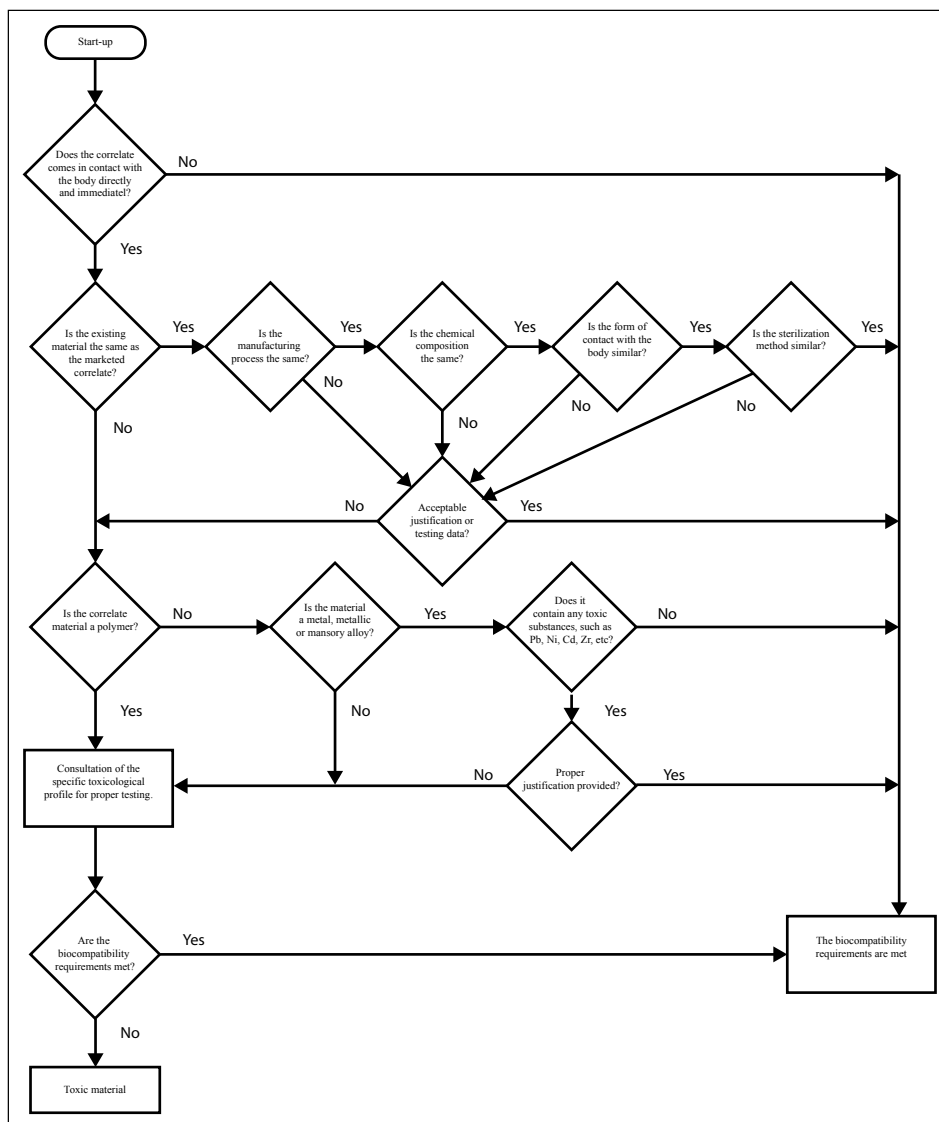 Start-up
Does the correlate
comes in contact with
the body directly
and immediatel?
No
Yes
Is the existing
material the same as
the marketed
correlate?
Yes
Is the
manufacturing
process the same?
Yes
Is the chemical
composition
the same?
Yes
Is the form of
contact with the
body similar?
Yes
Is the sterilization
method similar?
Yes
No
No
No
No
No
No
Acceptable
justification or
testing data?
Yes
Is the correlate
material a polymer?
No
Is the material
a metal, metallic
or mansory alloy?
Yes
Does it
contain any toxic
substances, such as
Pb, Ni, Cd, Zr, etc?
No
Yes
No
Yes
Consultation of the
specific toxicological
profile for proper testing.
No
Proper
justification provided?
Yes
Are the
biocompatibility
requirements met?
Yes
The biocompatibility
requirements are met
No
Toxic material